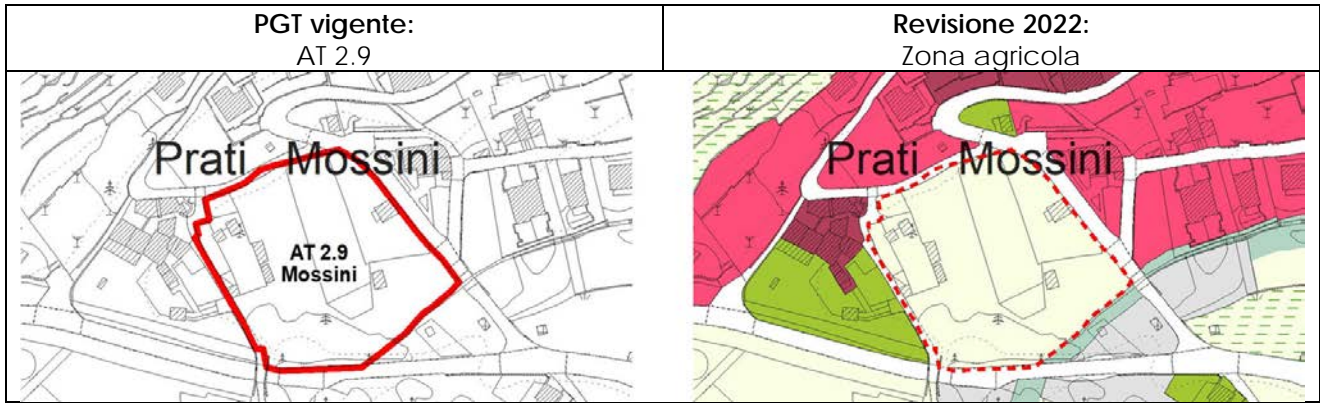 PGT vigente:
AT 2.9
Revisione 2022:
Zona agricola
Prati Mossini
AT 2.9
Mossini
Prati Mossini